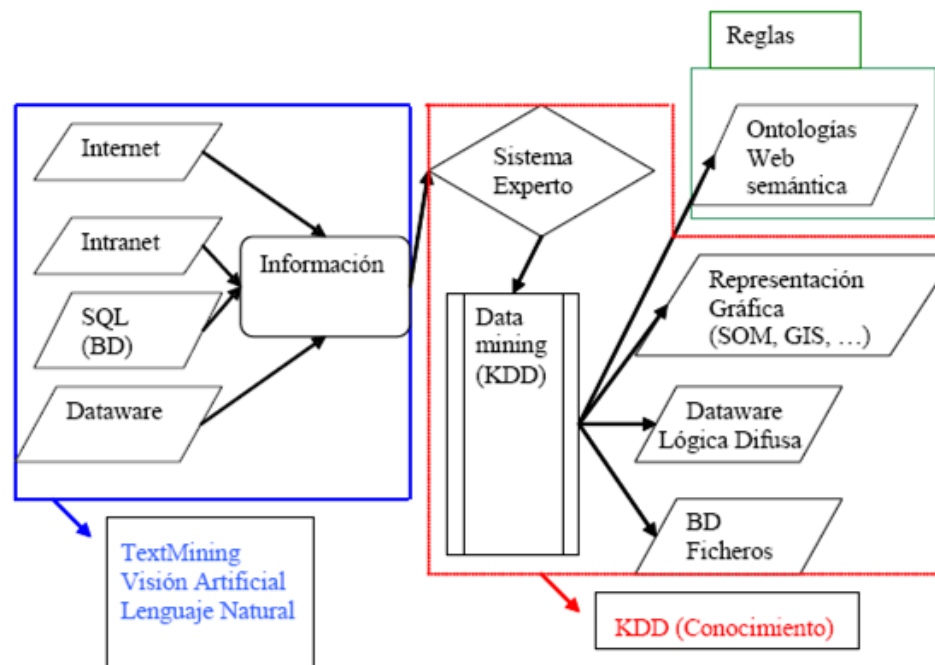 Reglas
Internet
Intranet
SQL
(BD)
Dataware
Información
Sistema
Experto
Data
mining
(KDD)
Ontologías
Web
semántica
Representación
Gráfica
(SOM, GIS, …)
Dataware
Lógica Difusa
BD
Ficheros
TextMining
Visión Artificial
Lenguaje Natural
KDD (Conocimiento)